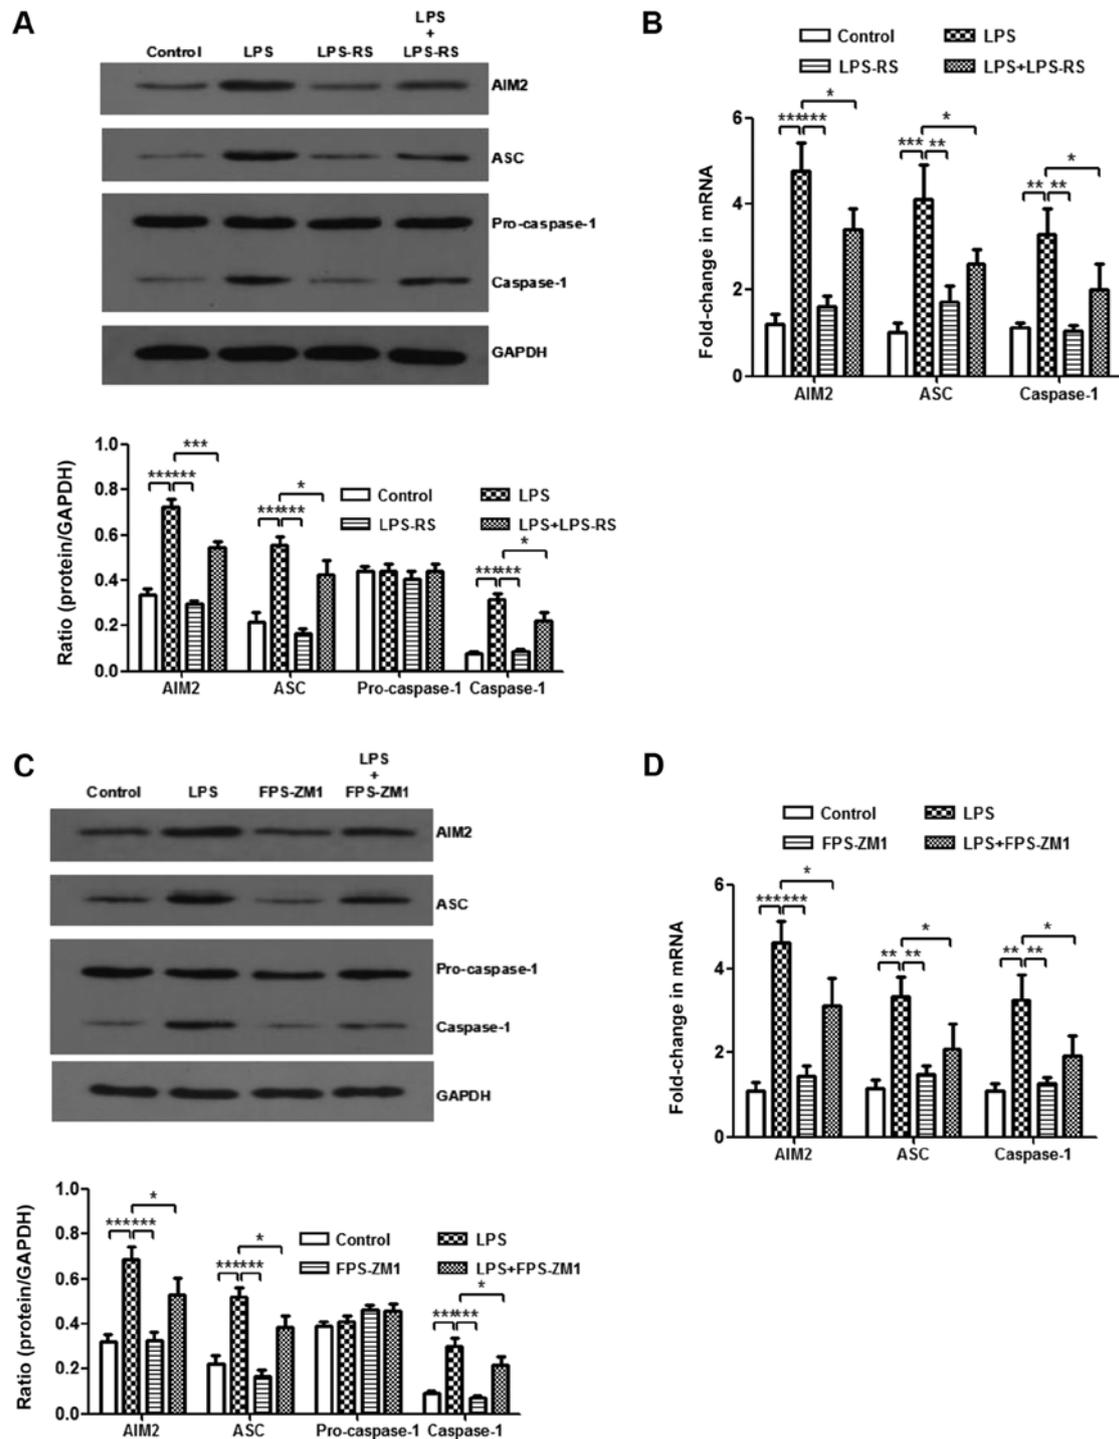 A
Control LPS LPS-RS LPS + LPS-RS
AIM2
ASC
Pro-caspase-1
Caspase-1
GAPDH
Ratio (protein/GAPDH)
1.0
0.8
0.6
0.4
0.2
0.0
*** *** ***
*** *** *
*** *** *
Control LPS
LPS-RS LPS+LPS-RS
AIM2 ASC Pro-caspase-1 Caspase-1
B
Control LPS
LPS-RS LPS+LPS-RS
Fold-change in mRNA
6
4
2
0
*** *** *
*** ** *
** ** *
AIM2 ASC Caspase-1
C
Control LPS FPS-ZM1 LPS + FPS-ZM1
AIM2
ASC
Pro-caspase-1
Caspase-1
GAPDH
Ratio (protein/GAPDH)
1.0
0.8
0.6
0.4
0.2
0.0
*** *** *
*** *** *
*** *** *
Control LPS
FPS-ZM1 LPS+FPS-ZM1
AIM2 ASC Pro-caspase-1 Caspase-1
D
Control LPS
FPS-ZM1 LPS+FPS-ZM1
Fold-change in mRNA
6
4
2
0
*** *** *
** ** *
** ** *
AIM2 ASC Caspase-1